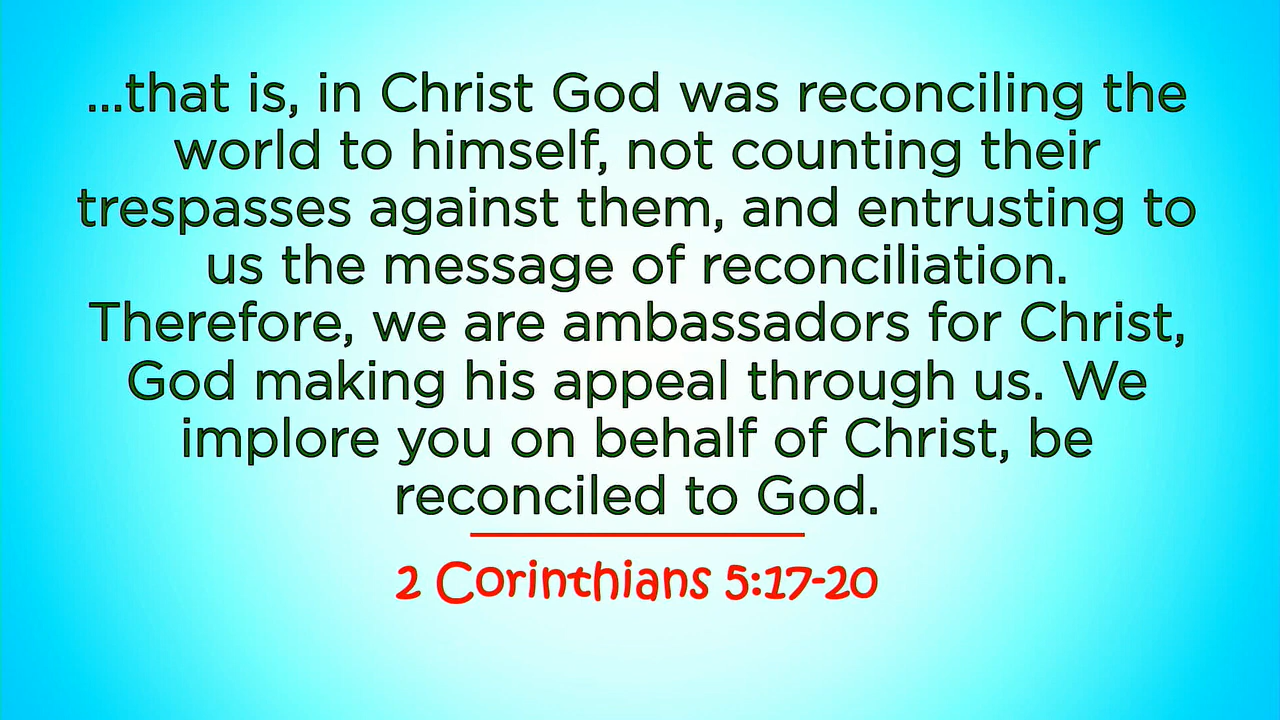 ...that is, in Christ God was reconciling the
world to himself, not counting their
trespasses against them, and entrusting to
us the message of reconciliation.
Therefore, we are ambassadors for Christ,
God making his appeal through us. We
implore you on behalf of Christ, be
reconciled to God.
2 Corinthians 5:17-20